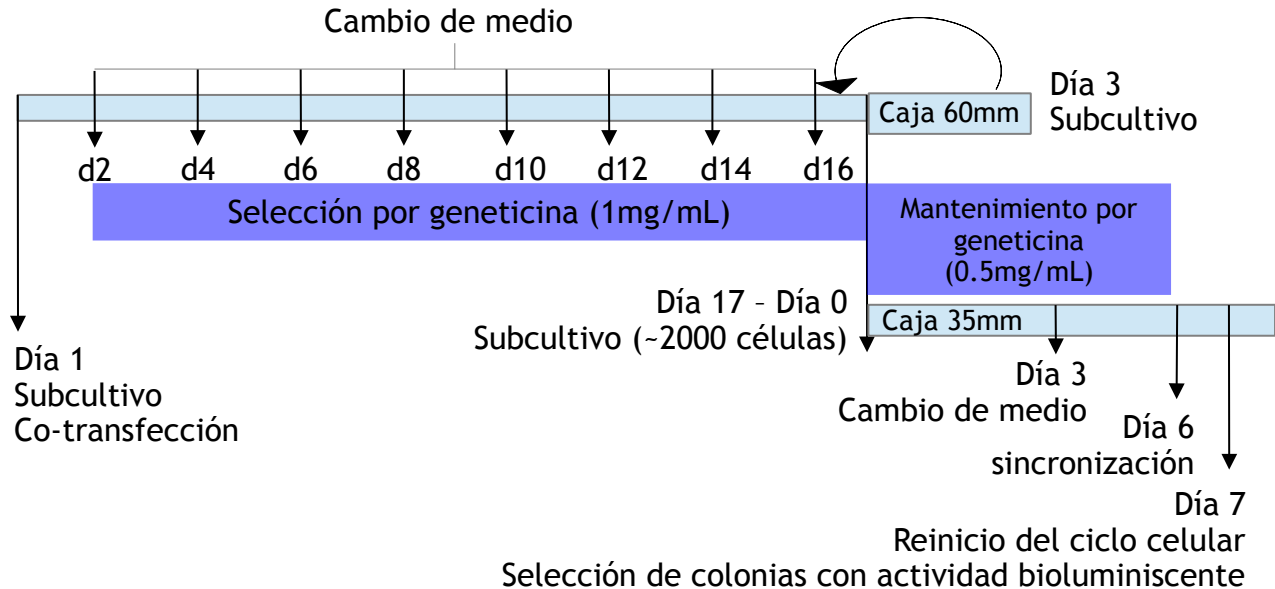 Cambio de medio
Caja 60mm
Día 3
Subcultivo
d2
d4
d6
d8
d10
d12
d14
d16
Selección por geneticina (1mg/mL)
Mantenimiento por
geneticina
(0.5mg/mL)
Día 17 – Día 0
Subcultivo (~2000 células)
Caja 35mm
Día 1
Subcultivo
Co-transfección
Día 3
Cambio de medio
Día 6
sincronización
Día 7
Reinicio del ciclo celular
Selección de colonias con actividad bioluminiscente